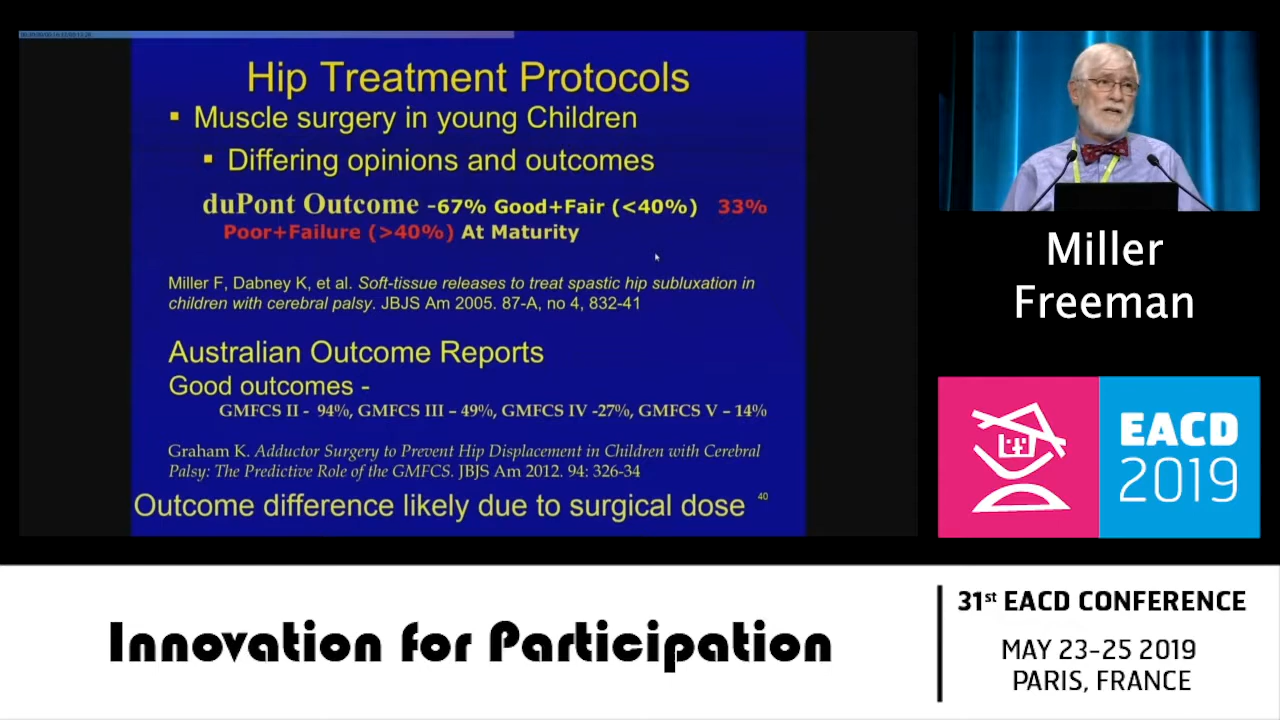 Hip Treatment Protocols
▪ Muscle surgery in young Children
▪ Differing opinions and outcomes
duPont Outcome -67% Good+Fair (<40%) 33%
Poor+Failure (>40%) At Maturity
Miller F, Dabney K, et al. Soft-tissue releases to treat spastic hip subluxation in
children with cerebral palsy. JBJS Am 2005. 87-A, no 4, 832-41
Australian Outcome Reports
Good outcomes -
GMFCS II - 94%, GMFCS III – 49%, GMFCS IV -27%, GMFCS V – 14%
Graham K. Adductor Surgery to Prevent Hip Displacement in Children with Cerebral
Palsy: The Predictive Role of the GMFCS. JBJS Am 2012. 94: 326-34
Outcome difference likely due to surgical dose
40
Miller
Freeman
EACD
2019
Innovation for Participation
31st EACD CONFERENCE
MAY 23-25 2019
PARIS, FRANCE